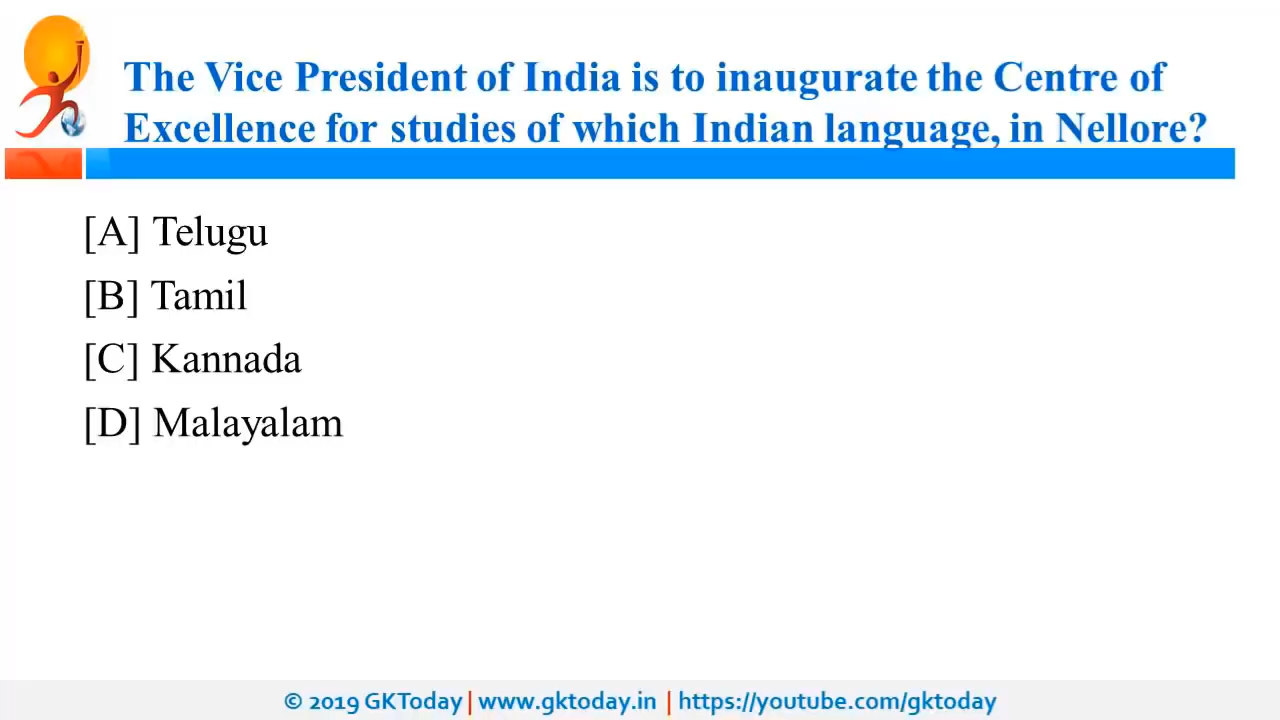 The Vice President of India is to inaugurate the Centre of
Excellence for studies of which Indian language, in Nellore?
[A] Telugu
[B] Tamil
[C] Kannada
[D] Malayalam
© 2019 GKToday | www.gktoday.in | https://youtube.com/gktoday